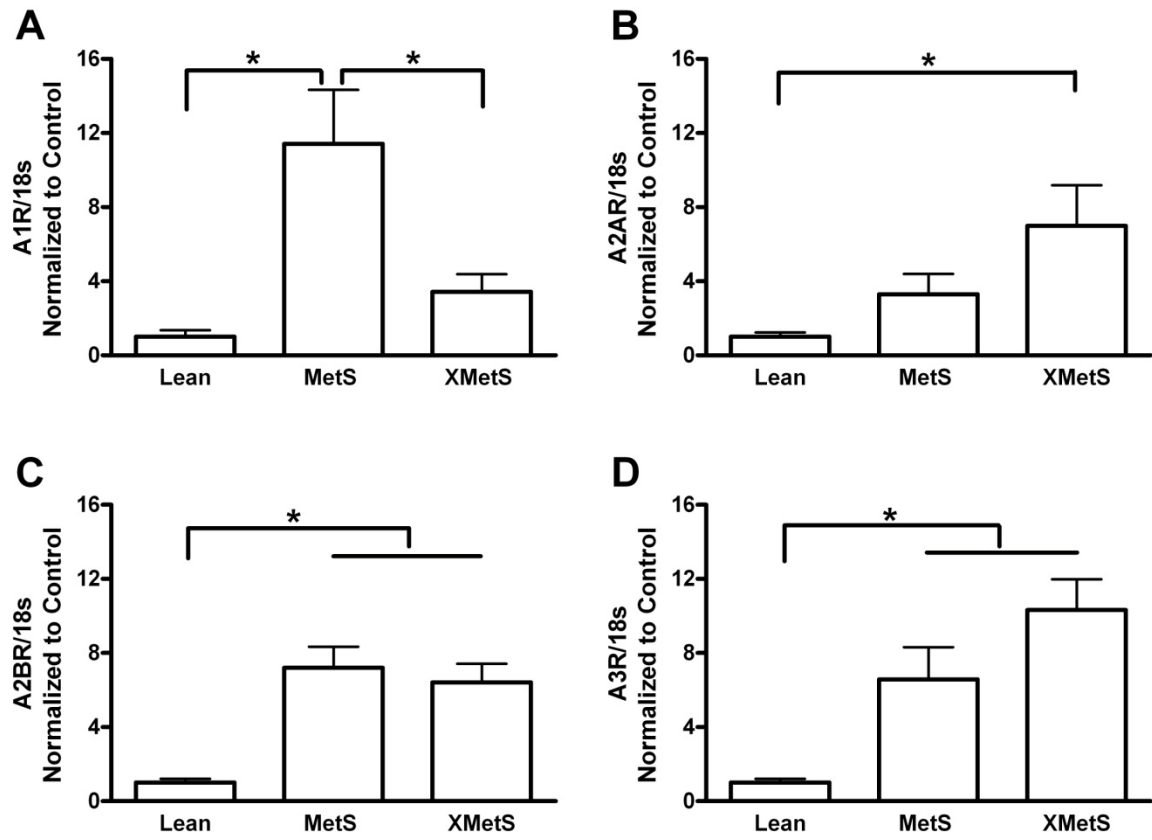 A
A1R/18s
Normalized to Control
16
12
8
4
0
*
*
Lean MetS XMetS
B
A2AR/18s
Normalized to Control
16
12
8
4
0
*
Lean MetS XMetS
C
A2BR/18s
Normalized to Control
16
12
8
4
0
*
Lean MetS XMetS
D
A3R/18s
Normalized to Control
16
12
8
4
0
*
Lean MetS XMetS